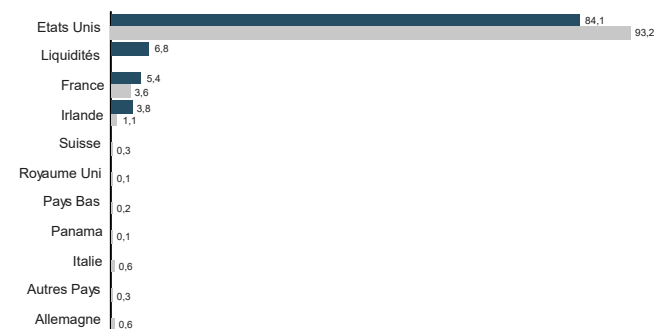 Etats Unis 84,1
93,2
Liquidités 6,8
France 5,4
3,6
Irlande 3,8
1,1
Suisse 0,3
Royaume Uni 0,1
Pays Bas 0,2
Panama 0,1
Italie 0,6
Autres Pays 0,3
Allemagne 0,6